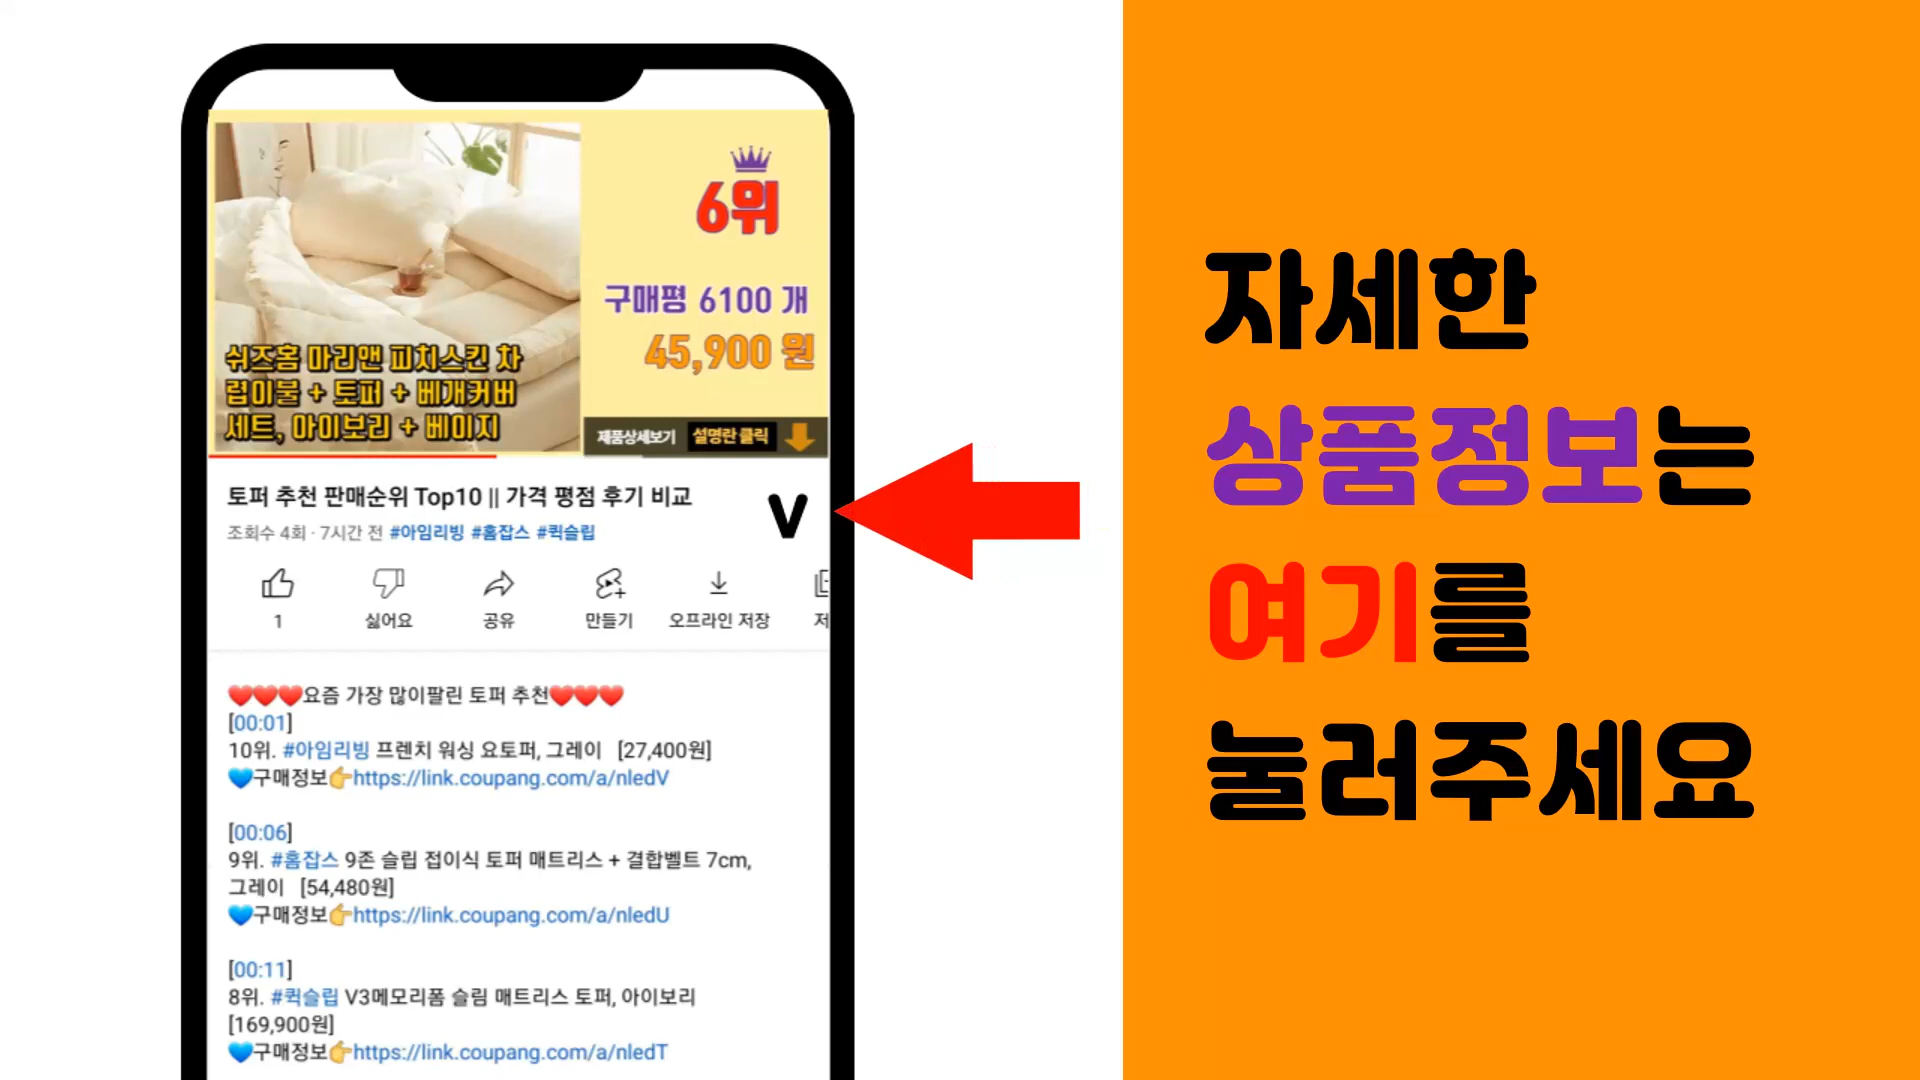 6위
구매평 6100 개
45,900 원
쉬즈홈 마리앤 피치스킨 차
렵이불 + 토퍼 + 베개커버
세트, 아이보리 + 베이지
제품상세보기 설명란 클릭
토퍼 추천 판매순위 Top10 || 가격 평점 후기 비교
V
조회수 4회 · 7시간 전 #아임리빙 #홈잡스 #퀵슬립
1 싫어요 공유 만들기 오프라인 저장 저
❤️❤️❤️요즘 가장 많이팔린 토퍼 추천❤️❤️❤️
[00:01]
10위. #아임리빙 프렌치 워싱 요토퍼, 그레이 [27,400원]
💙구매정보👉https://link.coupang.com/a/nledV
[00:06]
9위. #홈잡스 9존 슬립 접이식 토퍼 매트리스 + 결합벨트 7cm,
그레이 [54,480원]
💙구매정보👉https://link.coupang.com/a/nledU
[00:11]
8위. #퀵슬립 V3메모리폼 슬림 매트리스 토퍼, 아이보리
[169,900원]
💙구매정보👉https://link.coupang.com/a/nledT
자세한
상품정보는
여기를
눌러주세요